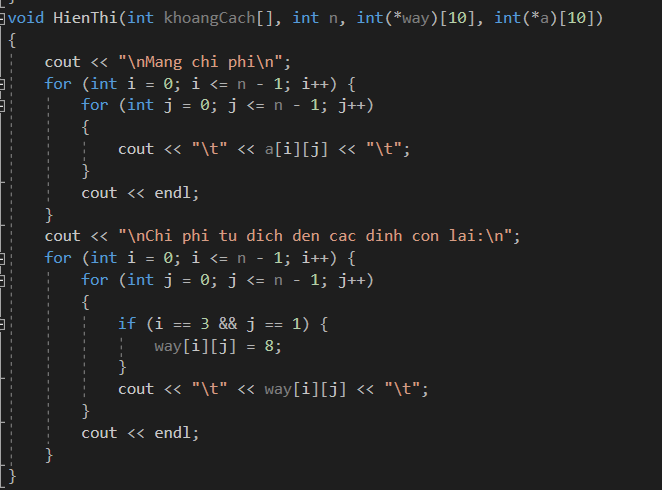 void HienThi(int khoangCach[], int n, int(*way)[10], int(*a)[10])
{
    cout << "\nMang chi phi\n";
    for (int i = 0; i <= n - 1; i++) {
        for (int j = 0; j <= n - 1; j++)
        {
            cout << "\t" << a[i][j] << "\t";
        }
        cout << endl;
    }
    cout << "\nChi phi tu dich den cac dinh con lai:\n";
    for (int i = 0; i <= n - 1; i++) {
        for (int j = 0; j <= n - 1; j++)
        {
            if (i == 3 && j == 1) {
                way[i][j] = 8;
            }
            cout << "\t" << way[i][j] << "\t";
        }
        cout << endl;
    }
}